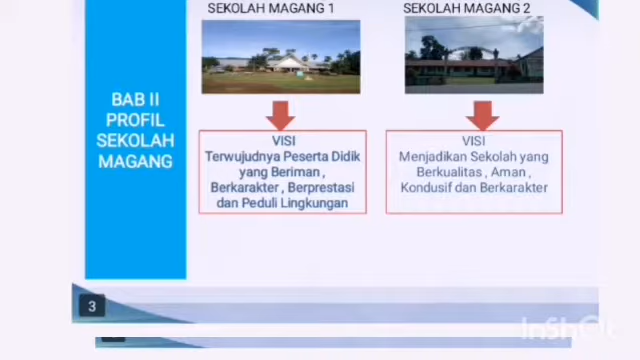 SEKOLAH MAGANG 1
SEKOLAH MAGANG 2
BAB II
PROFIL
SEKOLAH
MAGANG
VISI
Terwujudnya Peserta Didik
yang Beriman ,
Berkarakter , Berprestasi
dan Peduli Lingkungan
VISI
Menjadikan Sekolah yang
Berkualitas , Aman ,
Kondusif dan Berkarakter
3
InShOt